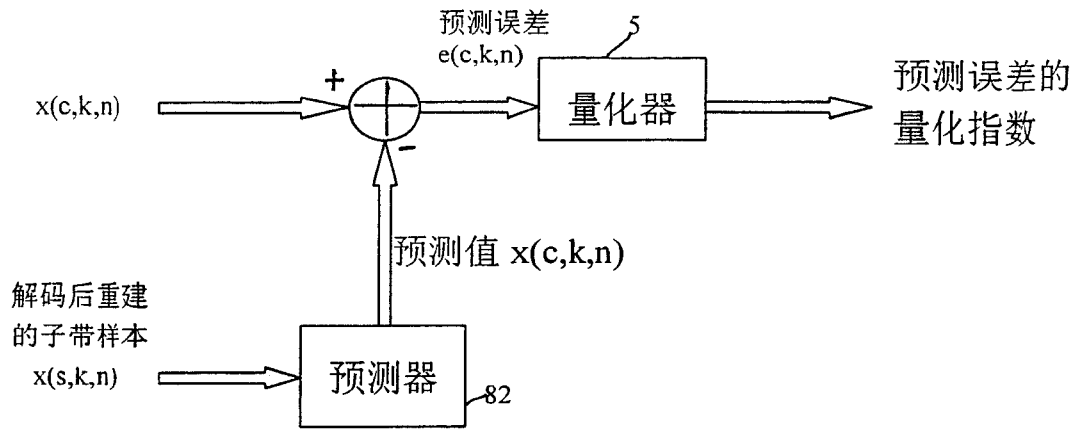 预测误差
e(c,k,n)
5
+
x(c,k,n)
量化器
预测误差的
量化指数
-
预测值 x(c,k,n)
解码后重建
的子带样本
x(s,k,n)
预测器
82